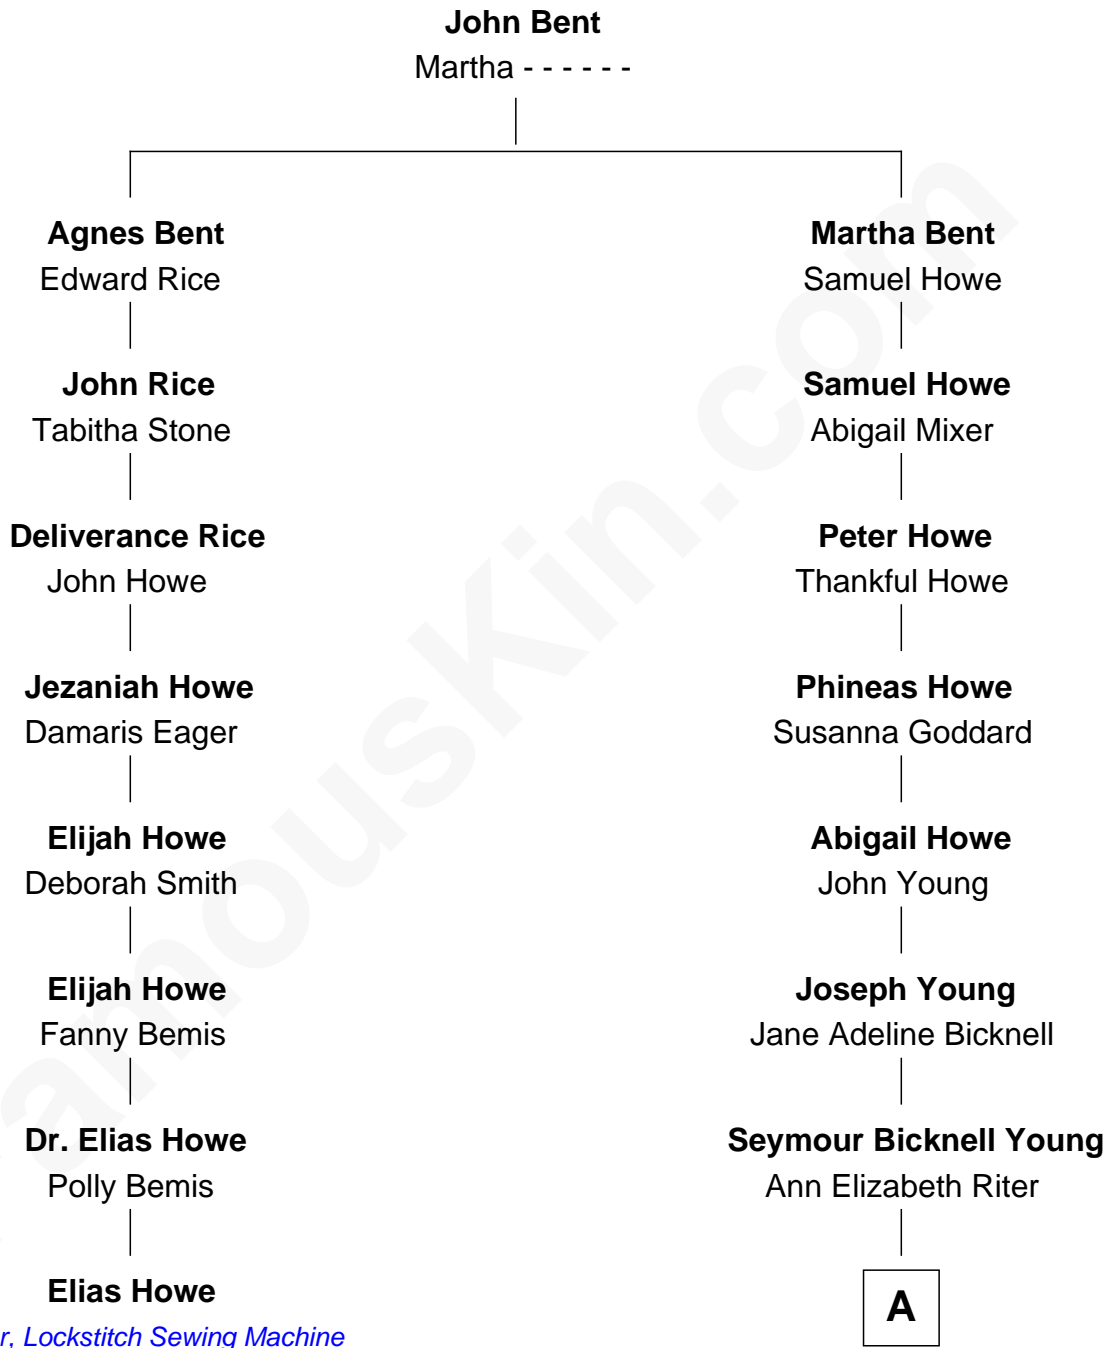 John Bent
Martha - - - - - -
Agnes Bent
Edward Rice
Martha Bent
Samuel Howe
John Rice
Tabitha Stone
Samuel Howe
Abigail Mixer
Deliverance Rice
John Howe
Peter Howe
Thankful Howe
Jezaniah Howe
Damaris Eager
Phineas Howe
Susanna Goddard
Elijah Howe
Deborah Smith
Abigail Howe
John Young
Elijah Howe
Fanny Bemis
Joseph Young
Jane Adeline Bicknell
Dr. Elias Howe
Polly Bemis
Seymour Bicknell Young
Ann Elizabeth Riter
Elias Howe
r, Lockstitch Sewing Machine
A
amousKin.com